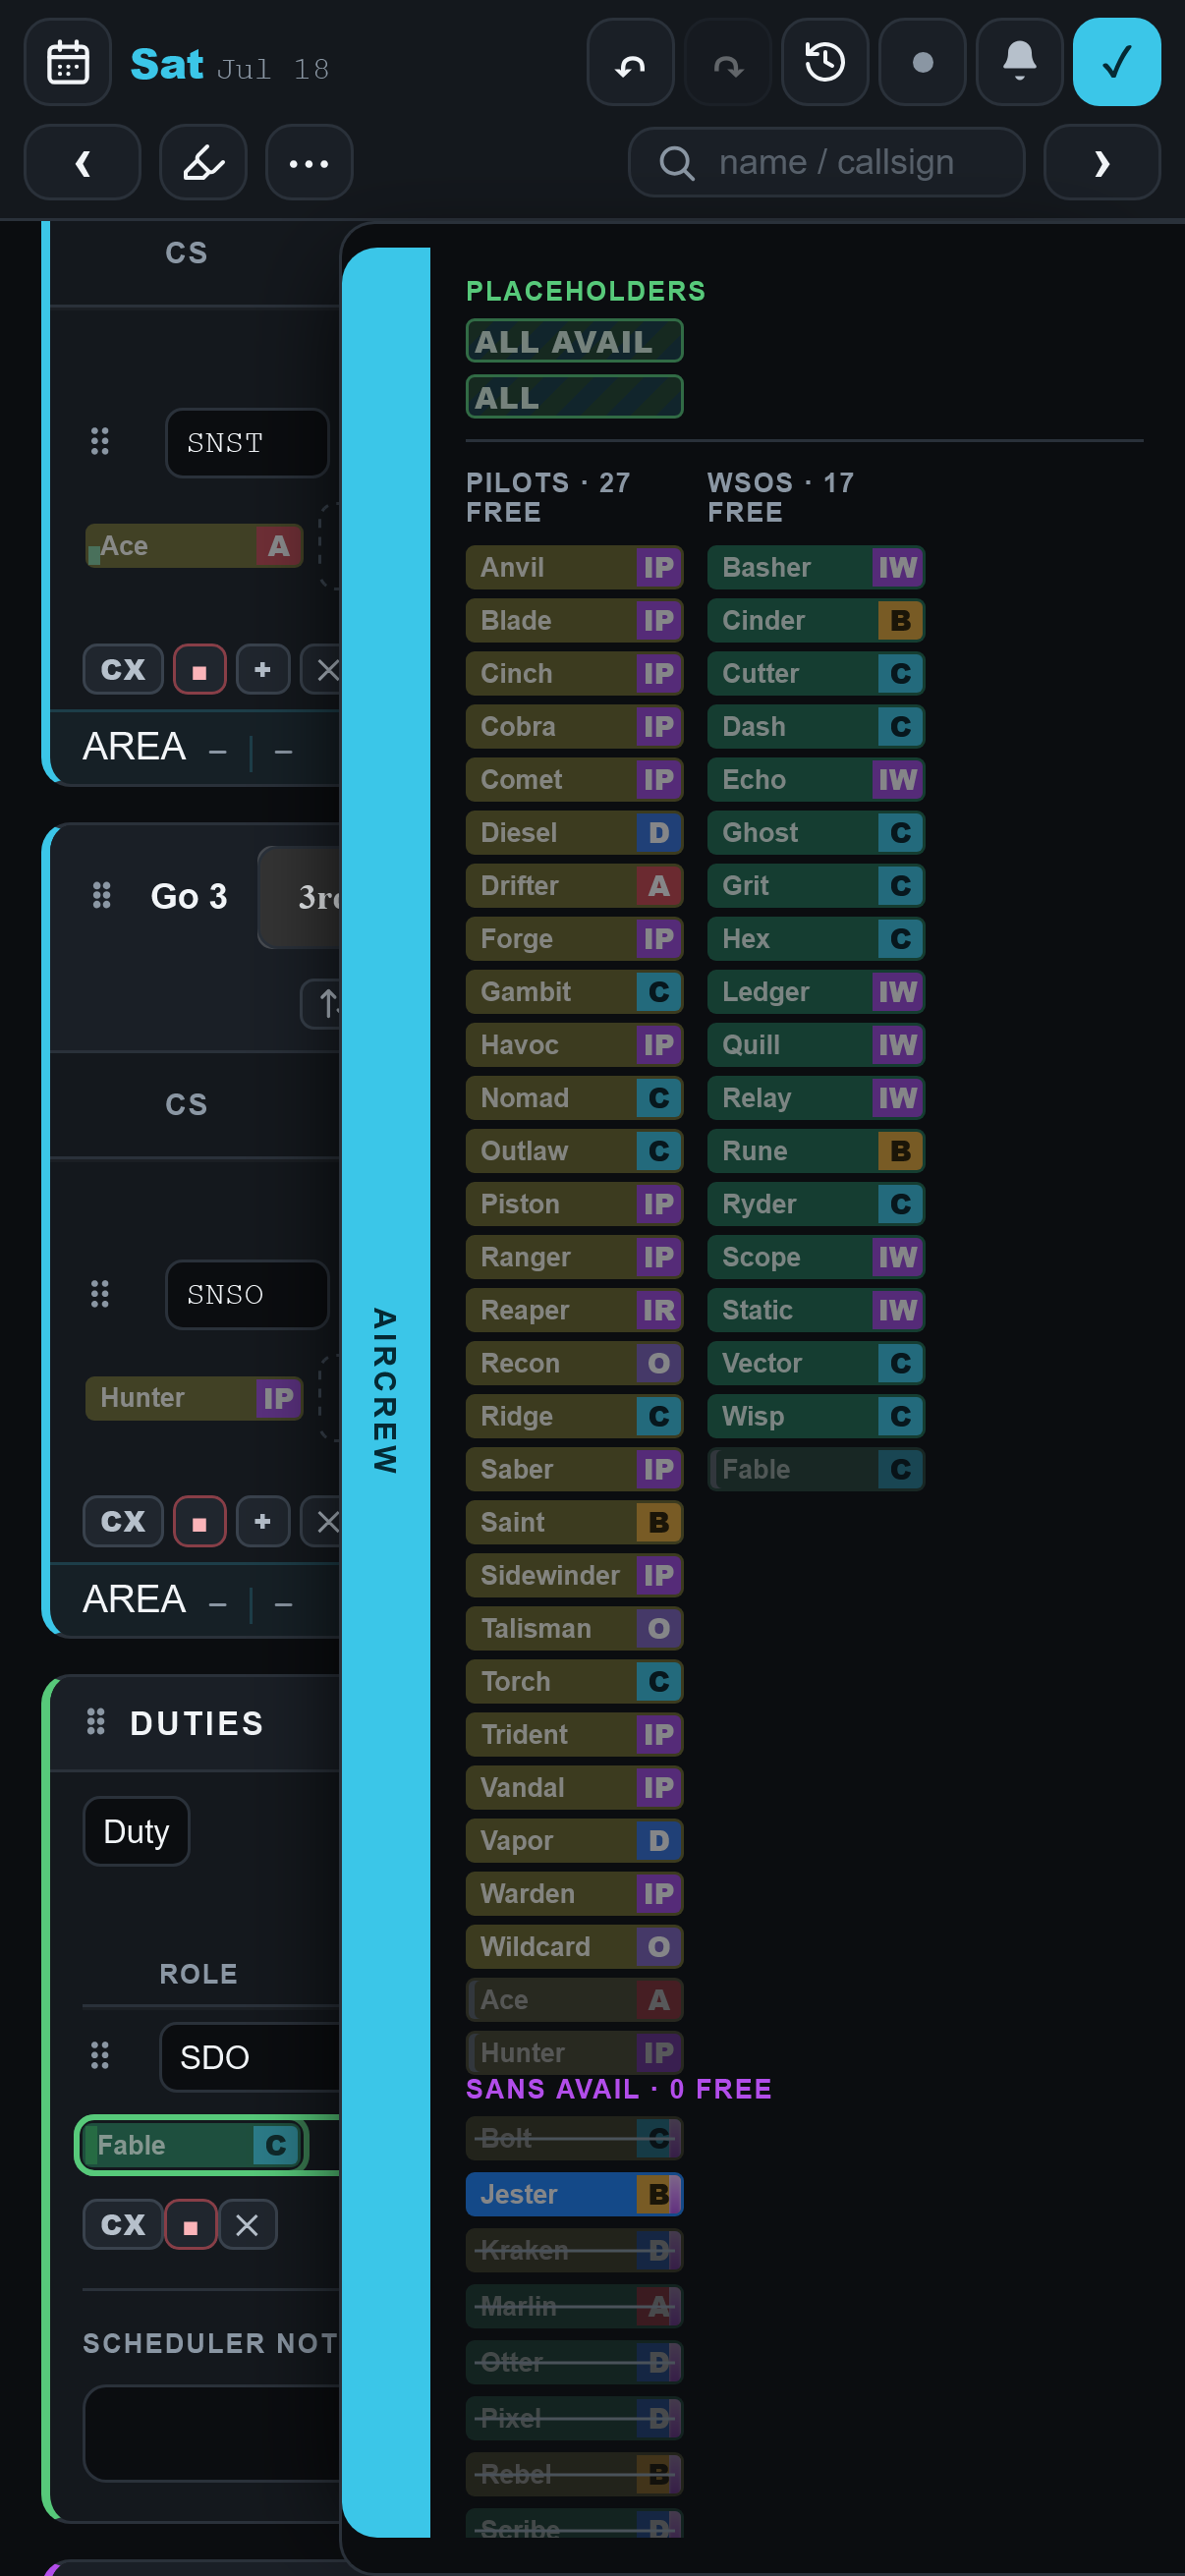 Sat Jul 18
name / callsign
CS
SNST
Ace A
CX + ×
AREA – | –
Go 3
CS
SNSO
Hunter IP
CX + ×
AREA – | –
DUTIES
Duty
ROLE
SDO
Fable C
CX ×
SCHEDULER NOT
AIRCREW
PLACEHOLDERS
ALL AVAIL
ALL
PILOTS · 27
FREE
Anvil IP
Blade IP
Cinch IP
Cobra IP
Comet IP
Diesel D
Drifter A
Forge IP
Gambit C
Havoc IP
Nomad C
Outlaw C
Piston IP
Ranger IP
Reaper IR
Recon O
Ridge C
Saber IP
Saint B
Sidewinder IP
Talisman O
Torch C
Trident IP
Vandal IP
Vapor D
Warden IP
Wildcard O
Ace A
Hunter IP
WSOS · 17
FREE
Basher IW
Cinder B
Cutter C
Dash C
Echo IW
Ghost C
Grit C
Hex C
Ledger IW
Quill IW
Relay IW
Rune B
Ryder C
Scope IW
Static IW
Vector C
Wisp C
Fable C
SANS AVAIL · 0 FREE
Bolt C
Jester B
Kraken D
Marlin A
Otter D
Pixel D
Rebel B
Scribe D